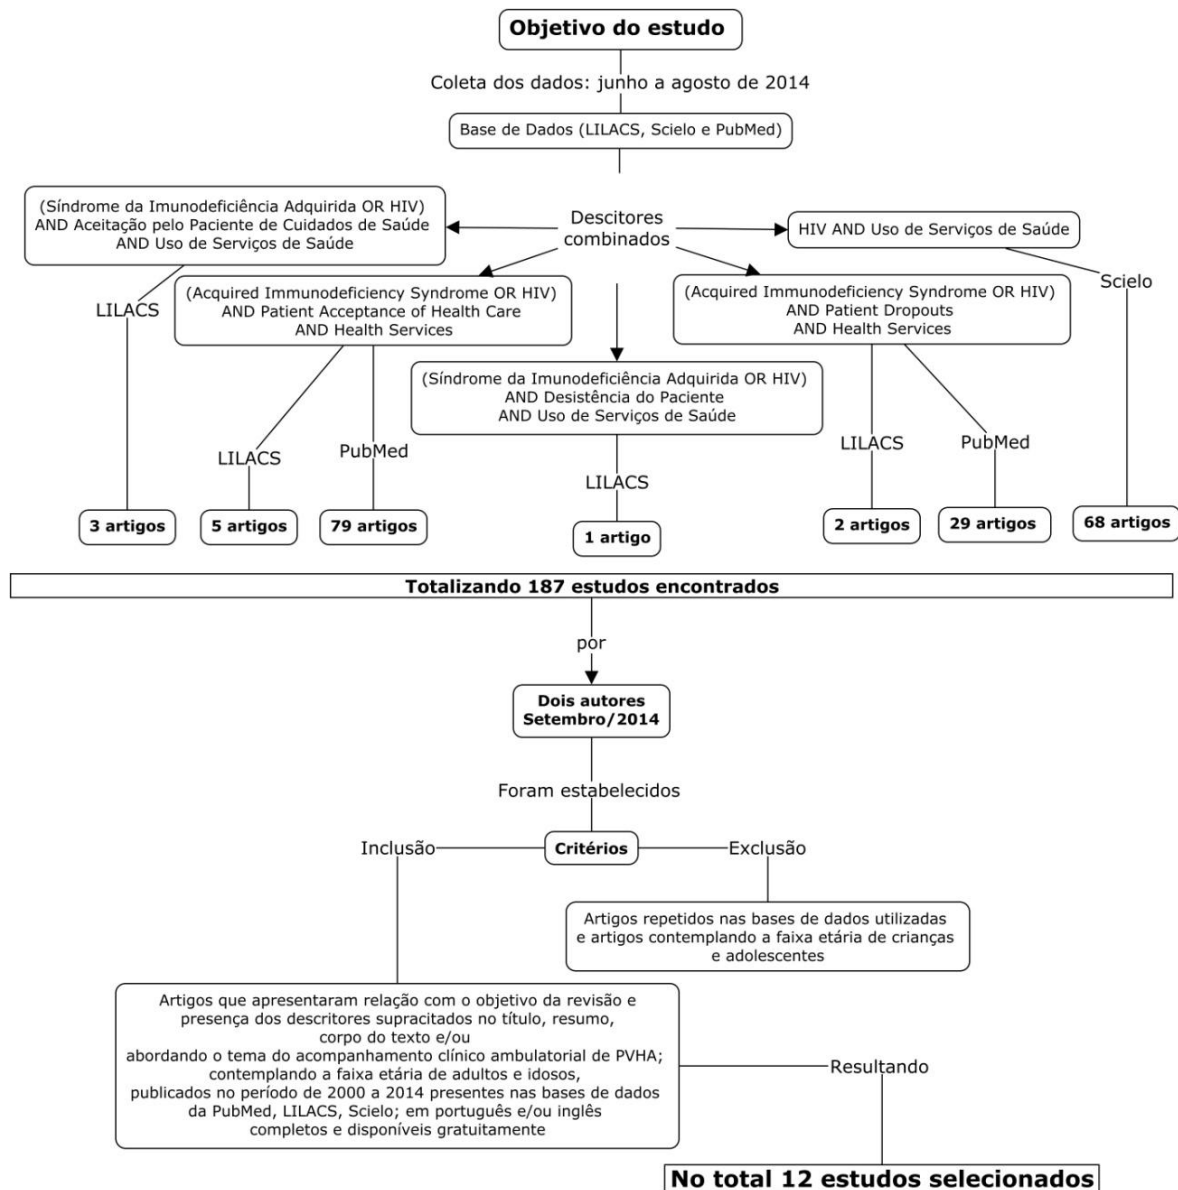 Objetivo do estudo
Coleta dos dados: junho a agosto de 2014
Base de Dados (LILACS, Scielo e PubMed)
(Síndrome da Imunodeficiência Adquirida OR HIV)
AND Aceitação pelo Paciente de Cuidados de Saúde
AND Uso de Serviços de Saúde
Descitores
combinados
HIV AND Uso de Serviços de Saúde
LILACS
(Acquired Immunodeficiency Syndrome OR HIV)
AND Patient Acceptance of Health Care
AND Health Services
(Acquired Immunodeficiency Syndrome OR HIV)
AND Patient Dropouts
AND Health Services
Scielo
(Síndrome da Imunodeficiência Adquirida OR HIV)
AND Desistência do Paciente
AND Uso de Serviços de Saúde
LILACS
PubMed
LILACS
LILACS
PubMed
3 artigos
5 artigos
79 artigos
1 artigo
2 artigos
29 artigos
68 artigos
Totalizando 187 estudos encontrados
por
Dois autores
Setembro/2014
Foram estabelecidos
Inclusão
Critérios
Exclusão
Artigos repetidos nas bases de dados utilizadas
e artigos contemplando a faixa etária de crianças
e adolescentes
Artigos que apresentaram relação com o objetivo da revisão e
presença dos descritores supracitados no título, resumo,
corpo do texto e/ou
abordando o tema do acompanhamento clínico ambulatorial de PVHA;
contemplando a faixa etária de adultos e idosos,
publicados no período de 2000 a 2014 presentes nas bases de dados
da PubMed, LILACS, Scielo; em português e/ou inglês
completos e disponíveis gratuitamente
Resultando
No total 12 estudos selecionados